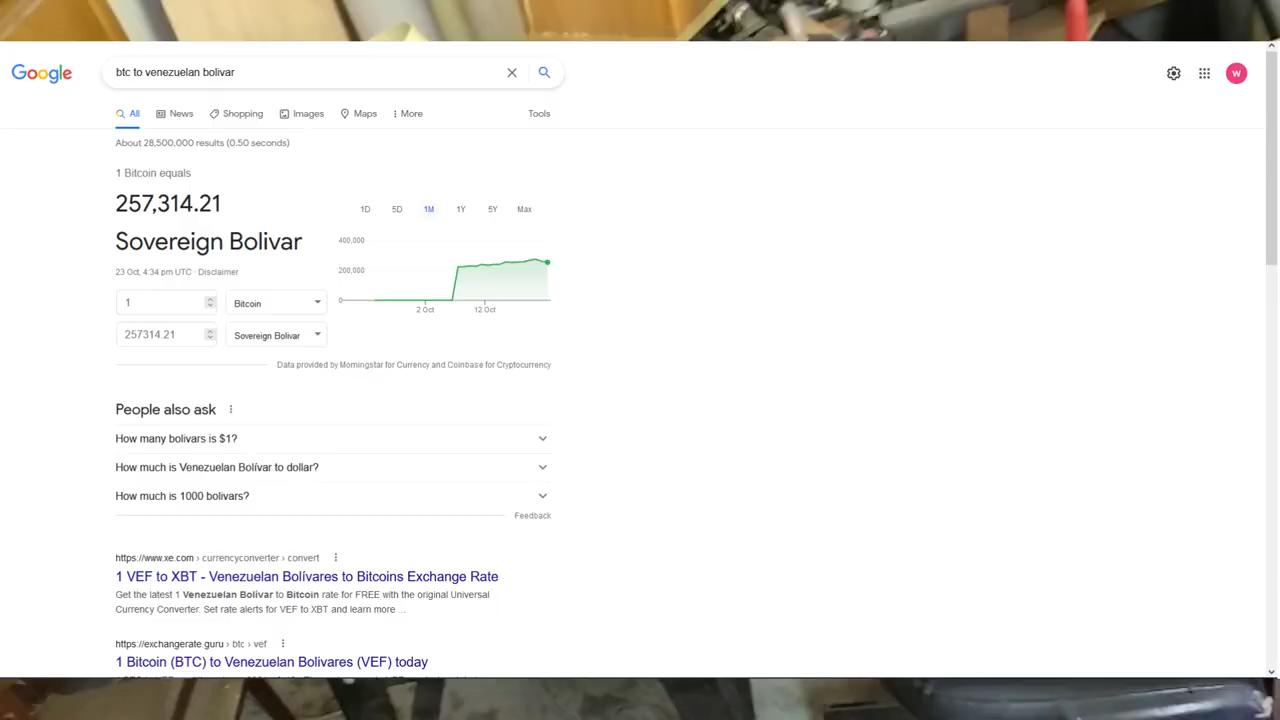 Google
btc to venezuelan bolivar
W
All
News
Shopping
Images
Maps
More
Tools
About 28,500,000 results (0.50 seconds)
1 Bitcoin equals
257,314.21
Sovereign Bolivar
23 Oct, 4:34 pm UTC · Disclaimer
1
Bitcoin
257314.21
Sovereign Bolivar
1D 5D 1M 1Y 5Y Max
400,000
200,000
0
2 Oct 12 Oct
Data provided by Morningstar for Currency and Coinbase for Cryptocurrency
People also ask
How many bolivars is $1?
How much is Venezuelan Bolívar to dollar?
How much is 1000 bolivars?
Feedback
https://www.xe.com › currencyconverter › convert
1 VEF to XBT - Venezuelan Bolívares to Bitcoins Exchange Rate
Get the latest 1 Venezuelan Bolivar to Bitcoin rate for FREE with the original Universal
Currency Converter. Set rate alerts for VEF to XBT and learn more ...
https://exchangerate.guru › btc › vef
1 Bitcoin (BTC) to Venezuelan Bolivares (VEF) today